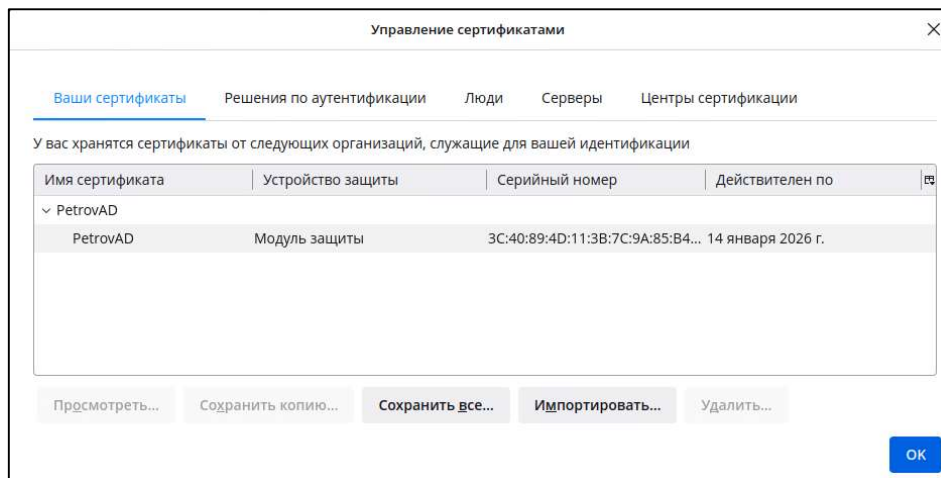 Управление сертификатами
Ваши сертификаты Решения по аутентификации Люди Серверы Центры сертификации
У вас хранятся сертификаты от следующих организаций, служащие для вашей идентификации
Имя сертификата Устройство защиты Серийный номер Действителен по
PetrovAD
PetrovAD Модуль защиты 3C:40:89:4D:11:3B:7C:9A:85:B4... 14 января 2026 г.
Просмотреть... Сохранить копию... Сохранить все... Импортировать... Удалить...
OK